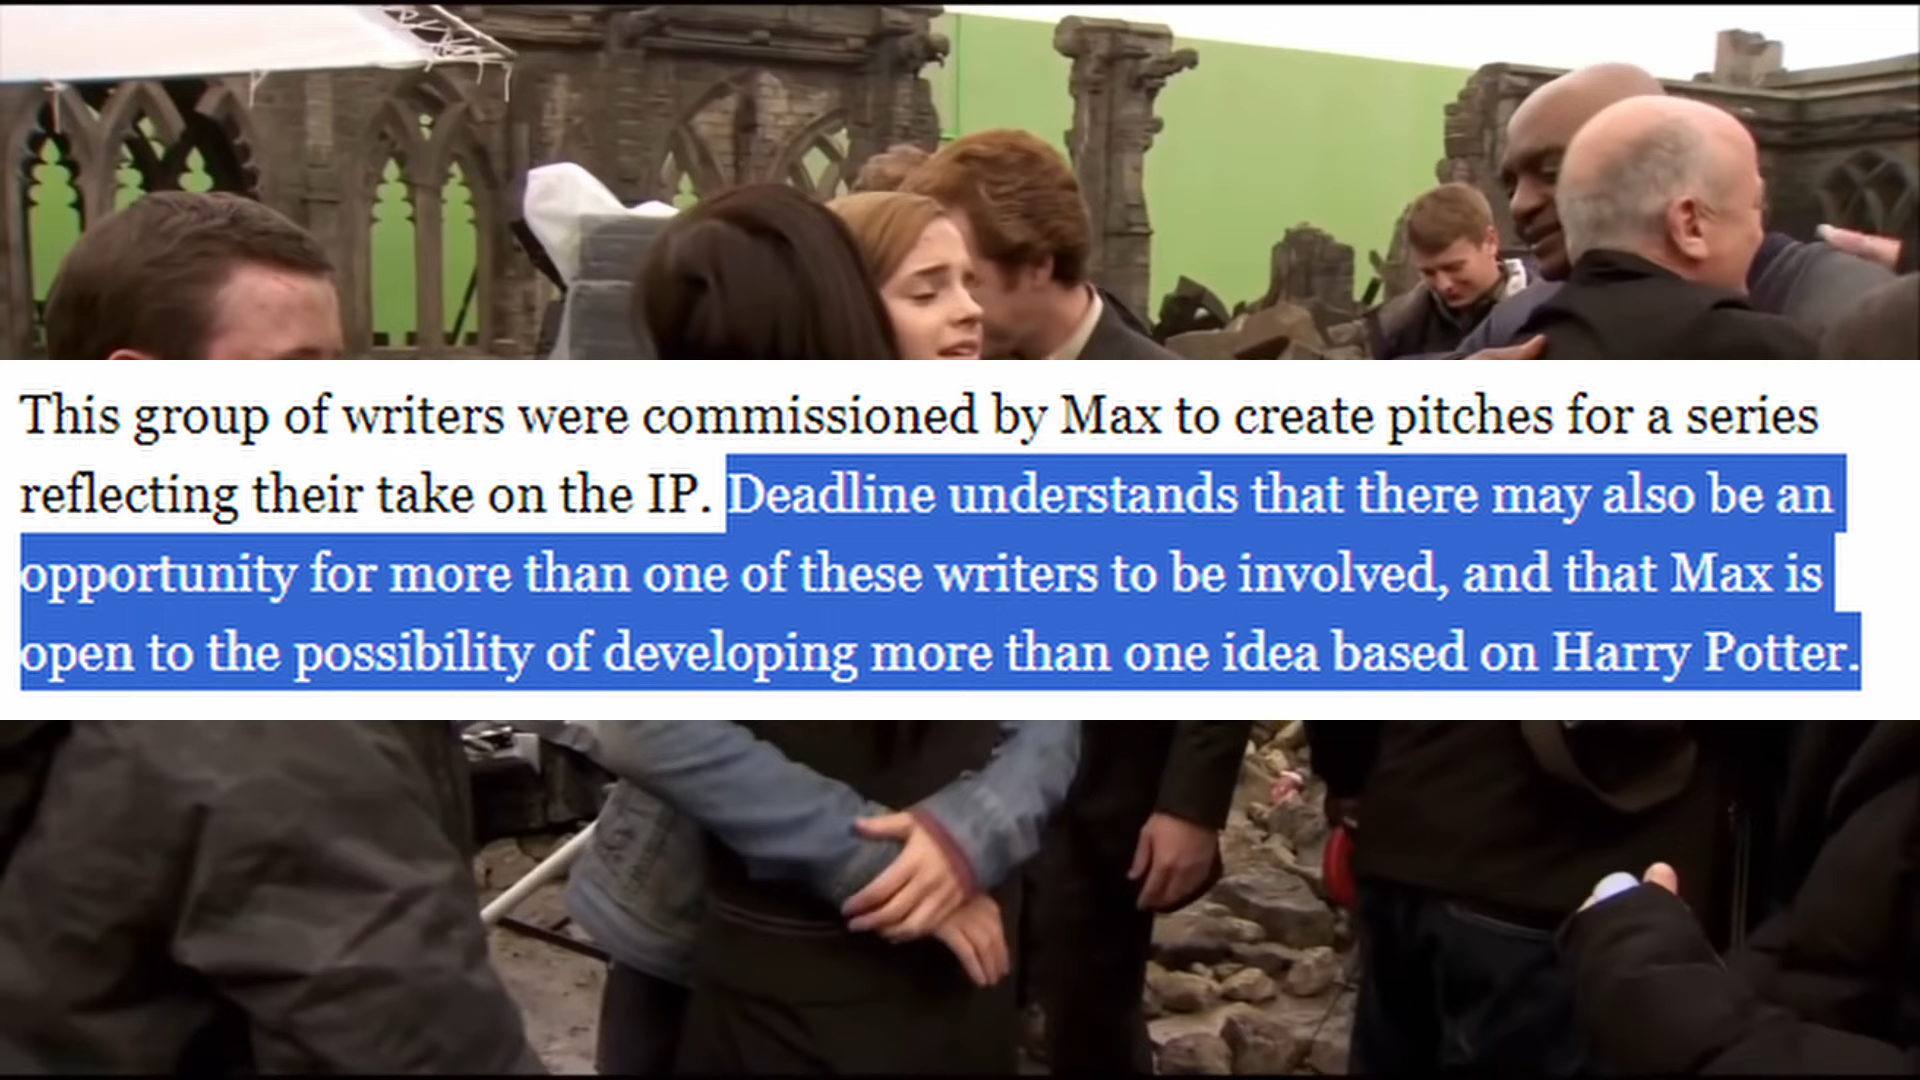 This group of writers were commissioned by Max to create pitches for a series
reflecting their take on the IP. Deadline understands that there may also be an
opportunity for more than one of these writers to be involved, and that Max is
open to the possibility of developing more than one idea based on Harry Potter.